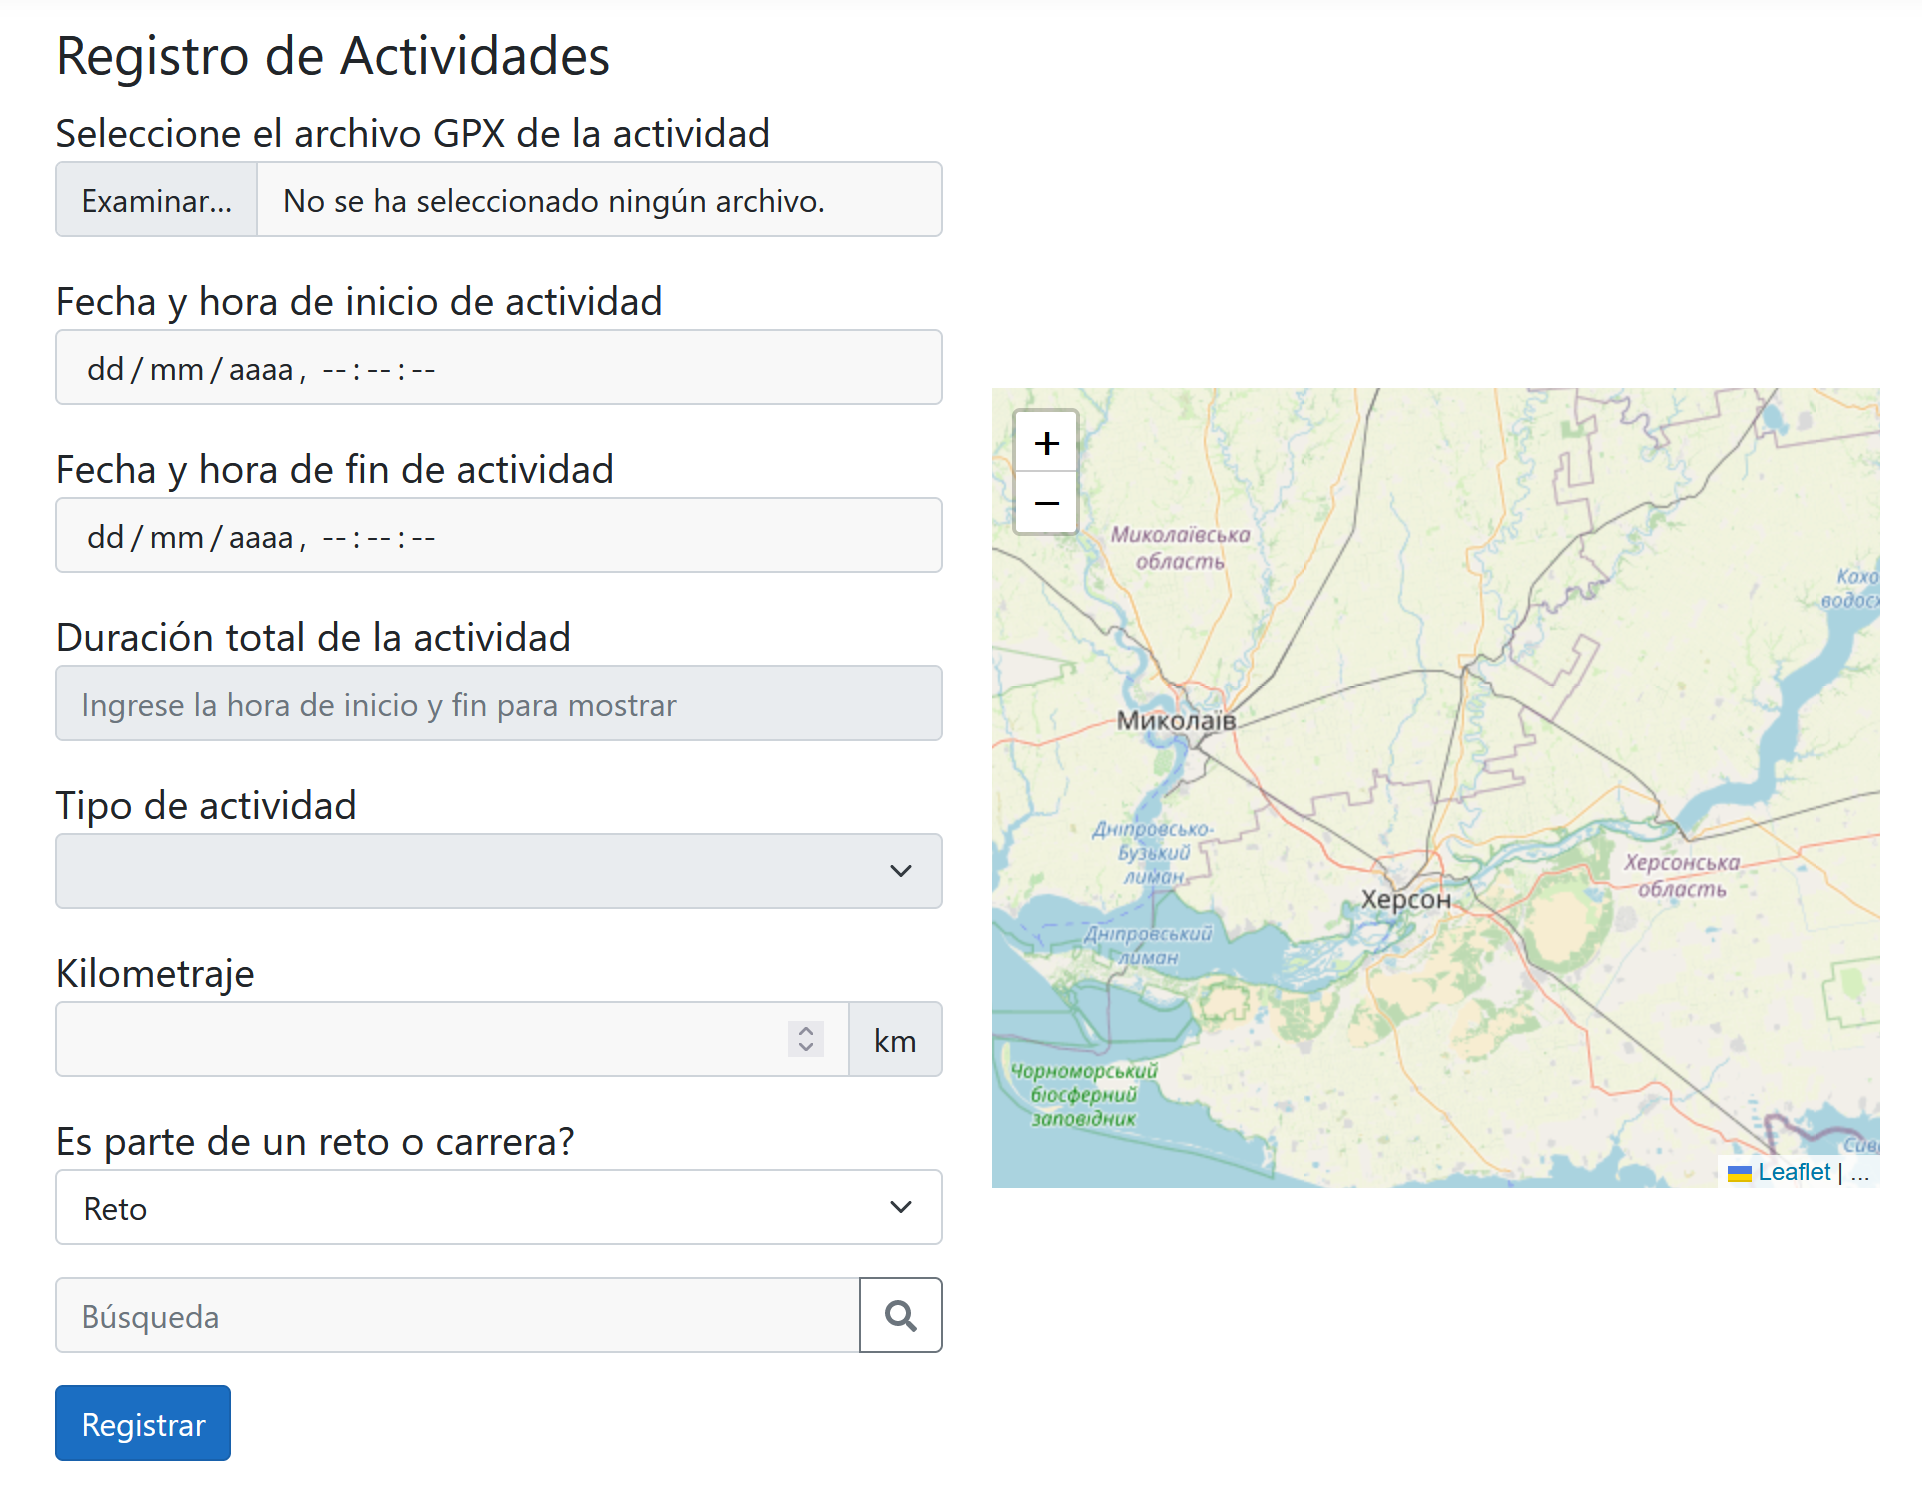 Registro de Actividades
Seleccione el archivo GPX de la actividad
Examinar... No se ha seleccionado ningún archivo.
Fecha y hora de inicio de actividad
dd/mm/aaaa, --:--:--
Fecha y hora de fin de actividad
dd/mm/aaaa, --:--:--
Duración total de la actividad
Ingrese la hora de inicio y fin para mostrar
Tipo de actividad
Kilometraje
km
Es parte de un reto o carrera?
Reto
Búsqueda
Registrar
+
−
Миколаївська
область
Кахо
водосх
Миколаїв
Дніпровсько-
Бузький
лиман
Херсонська
область
Херсон
Дніпровський
лиман
Чорноморський
біосферний
заповідник
Сив
Leaflet | ...